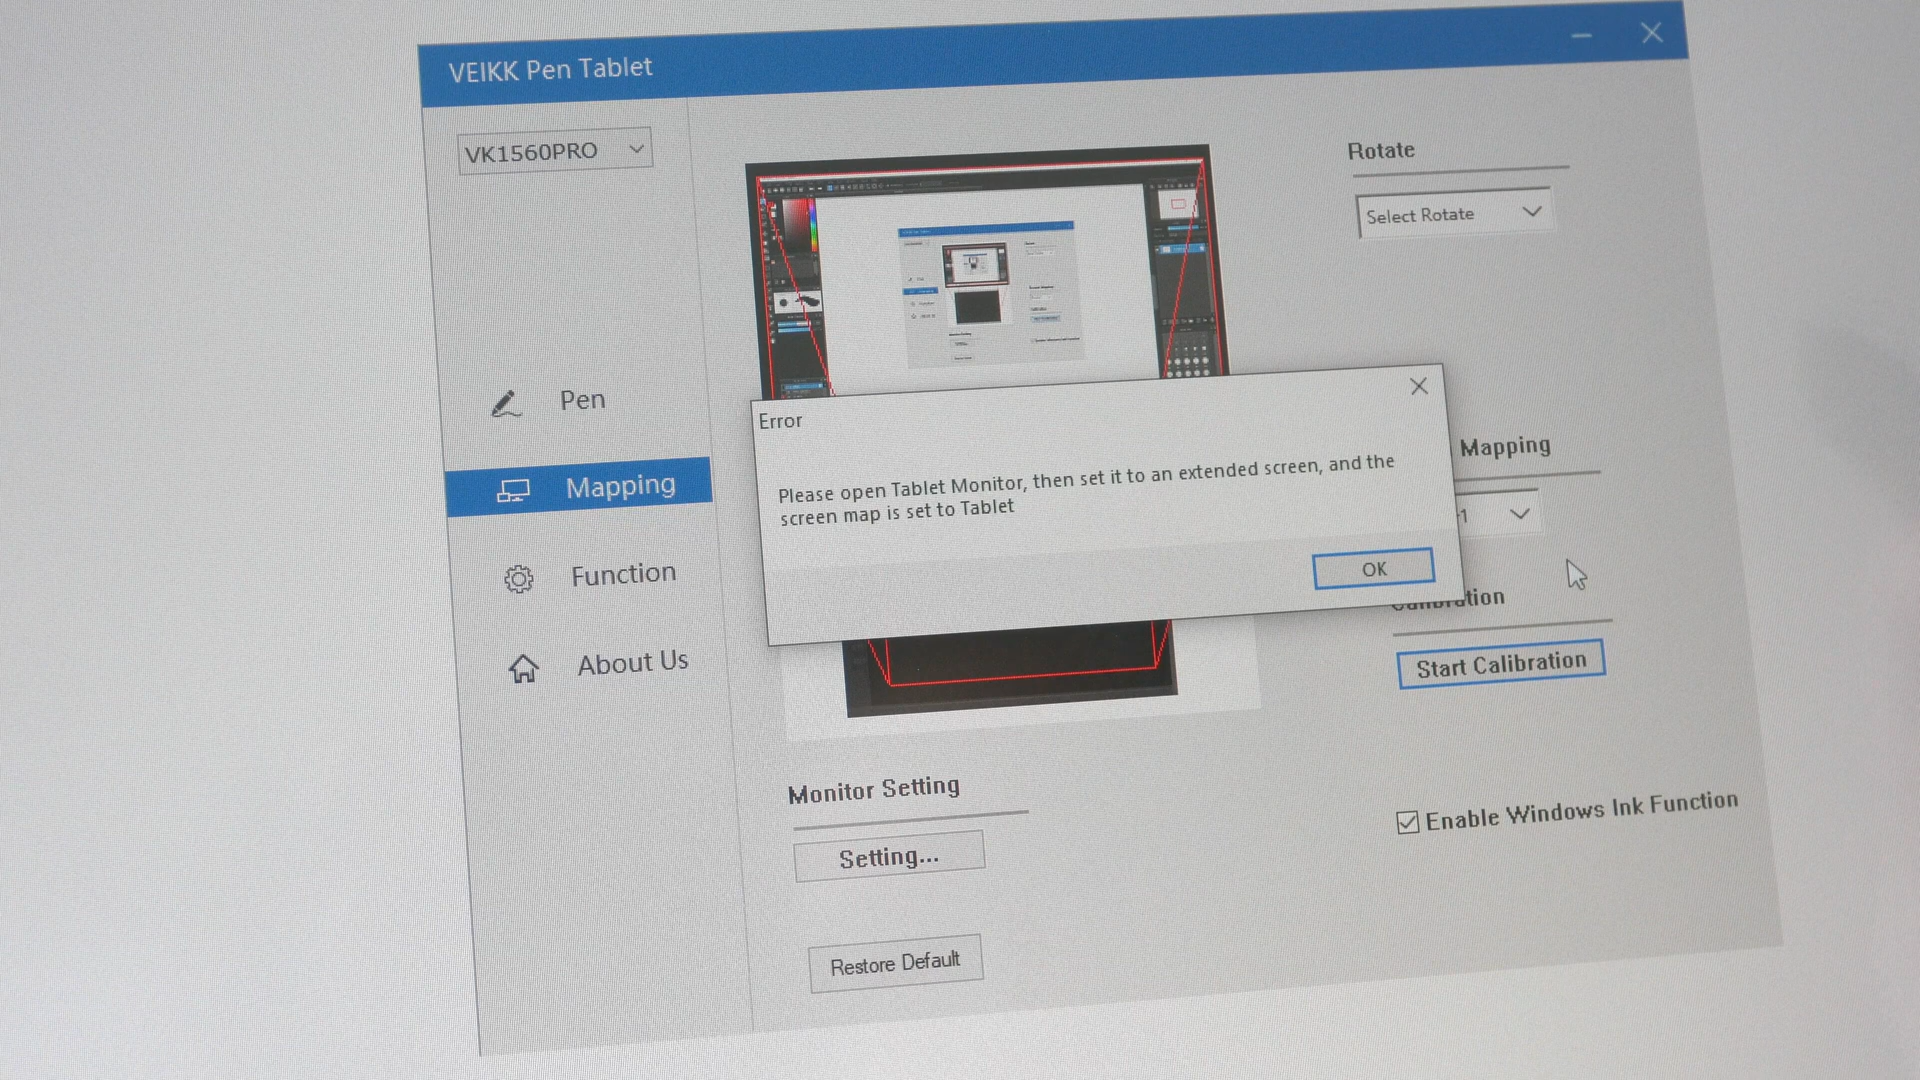 VEIKK Pen Tablet
VK1560PRO
Rotate
Select Rotate
Pen
Mapping
Function
About Us
Error
Please open Tablet Monitor, then set it to an extended screen, and the
screen map is set to Tablet
OK
Mapping
1
Calibration
Start Calibration
Monitor Setting
Setting...
Enable Windows Ink Function
Restore Default